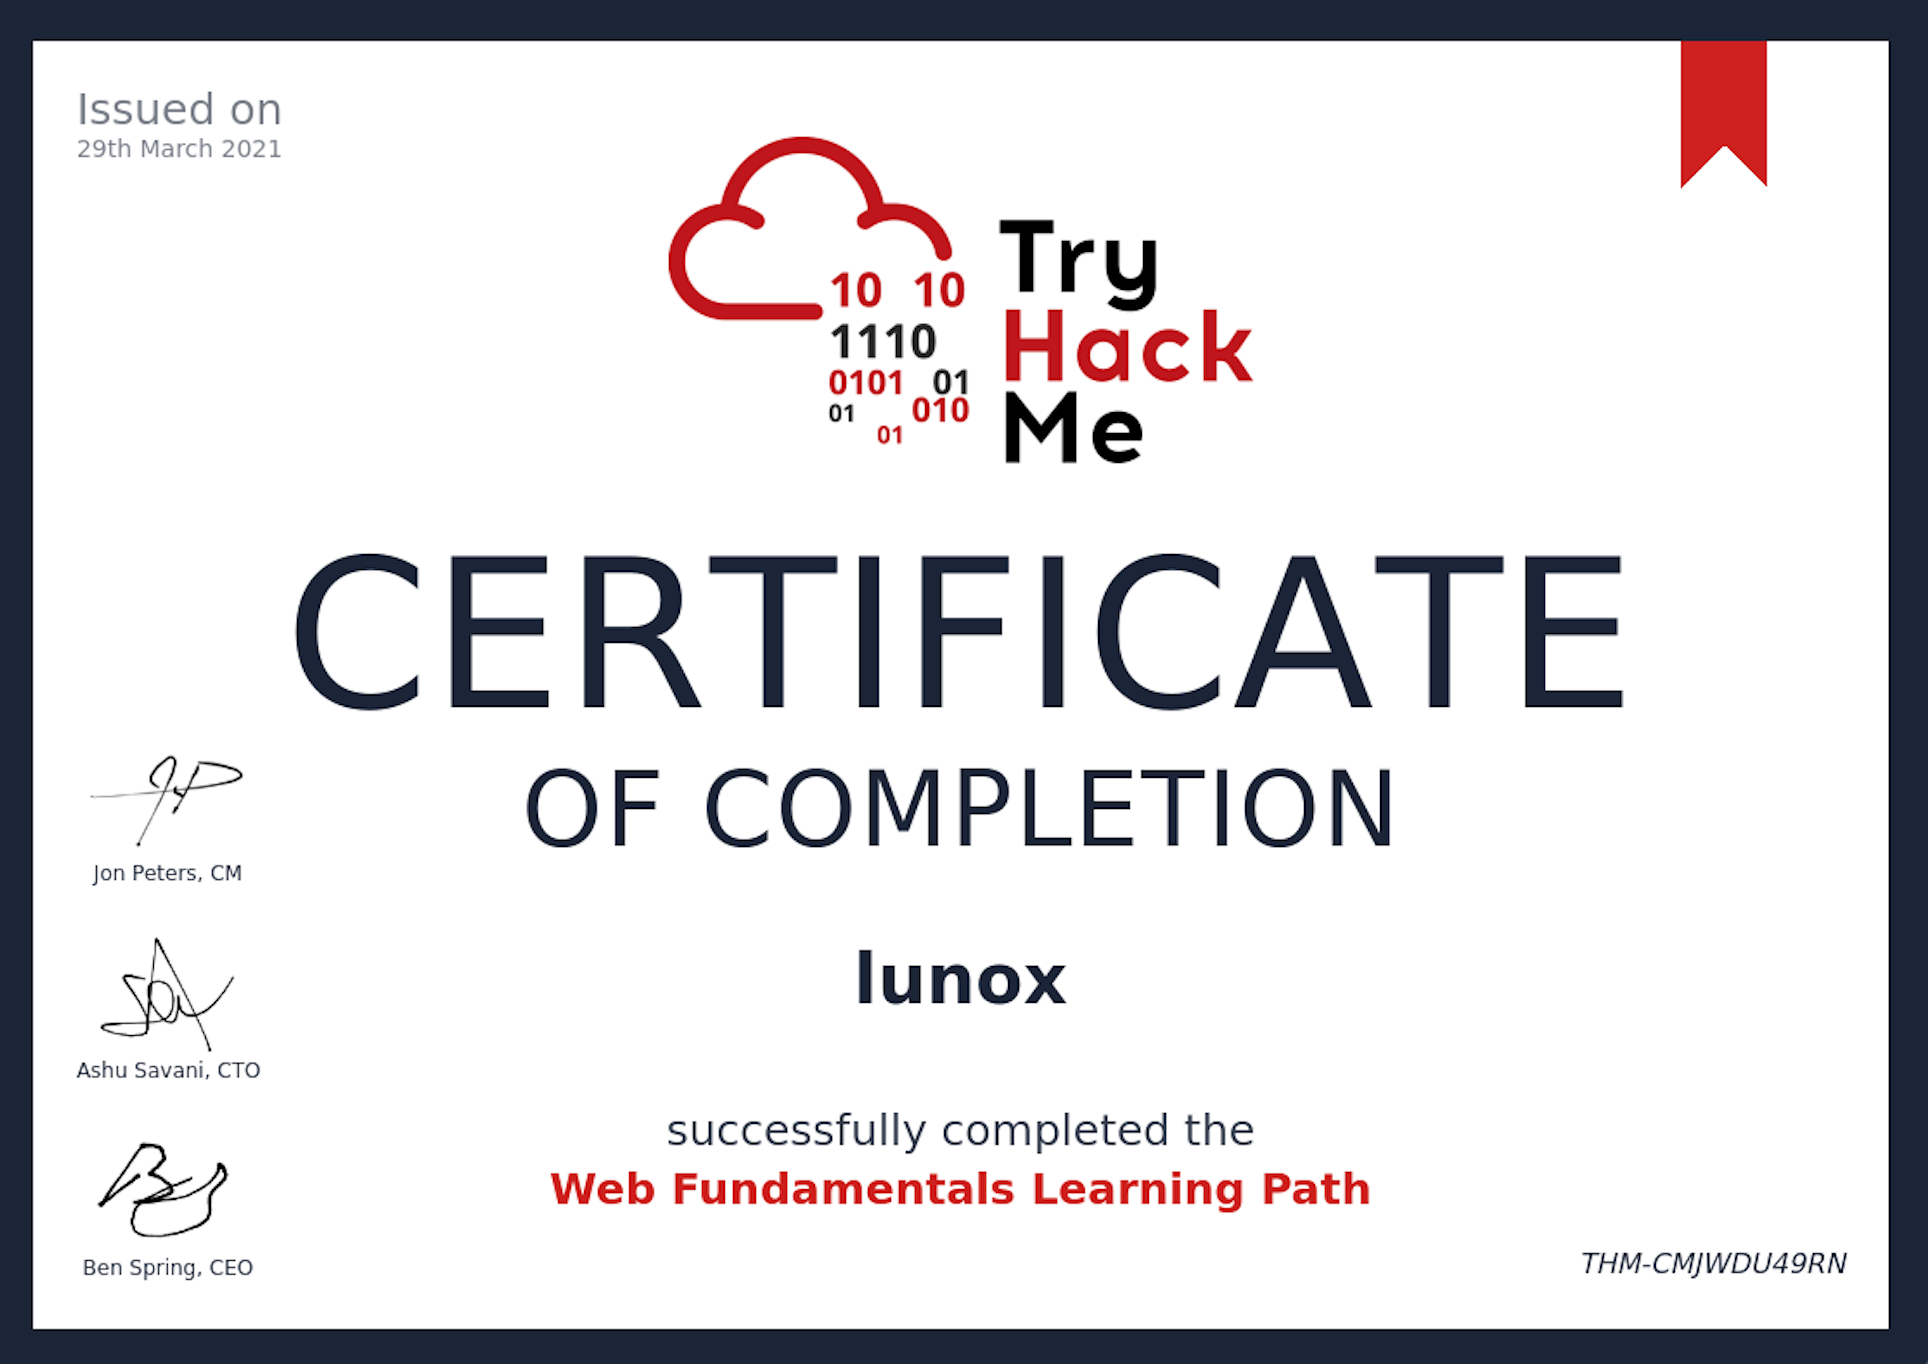 Issued on
29th March 2021
10 10
1110
0101 01
01 010
01
Try
Hack
Me
CERTIFICATE
OF COMPLETION
Jon Peters, CM
lunox
Ashu Savani, CTO
successfully completed the
Web Fundamentals Learning Path
Ben Spring, CEO
THM-CMJWDU49RN